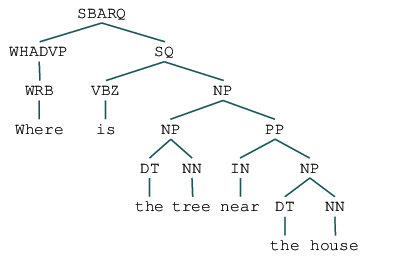 SBARQ
WHADVP SQ
WRB VBZ NP
Where is NP PP
DT NN IN NP
the tree near DT NN
the house